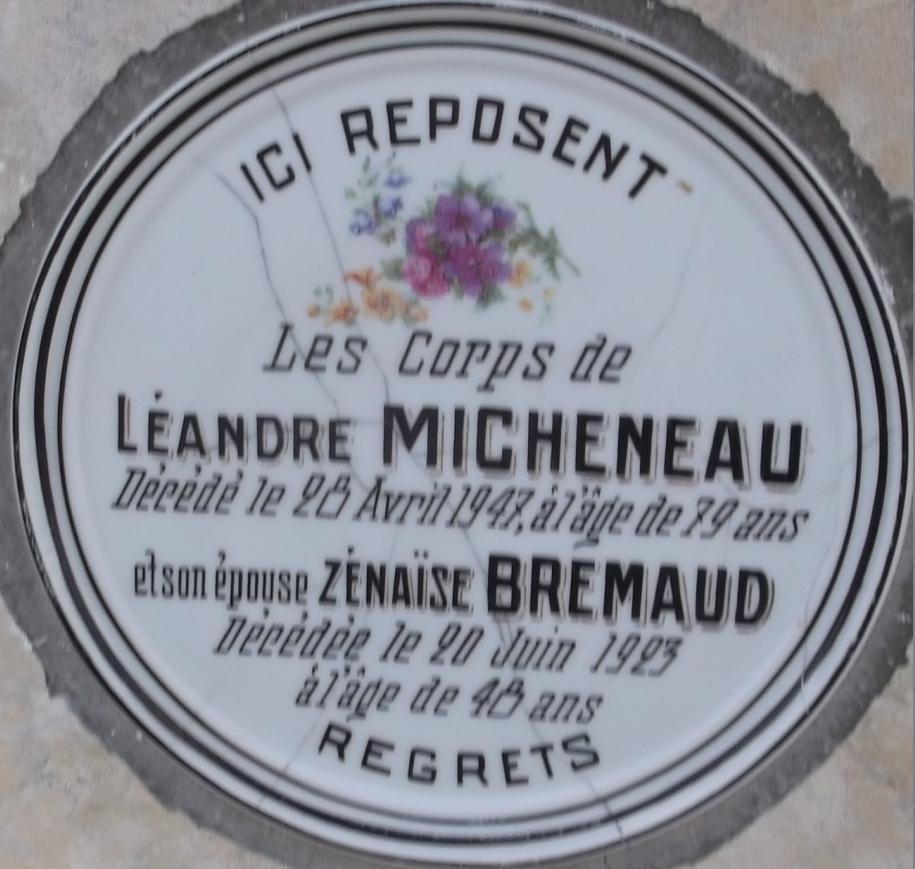 ICI REPOSENT
Les Corps de
LÉANDRE MICHENEAU
Décédé le 28 Avril 1947, à l'âge de 79 ans
et son épouse ZÉNAÏSE BREMAUD
Décédée le 20 Juin 1923
à l'âge de 48 ans
REGRETS